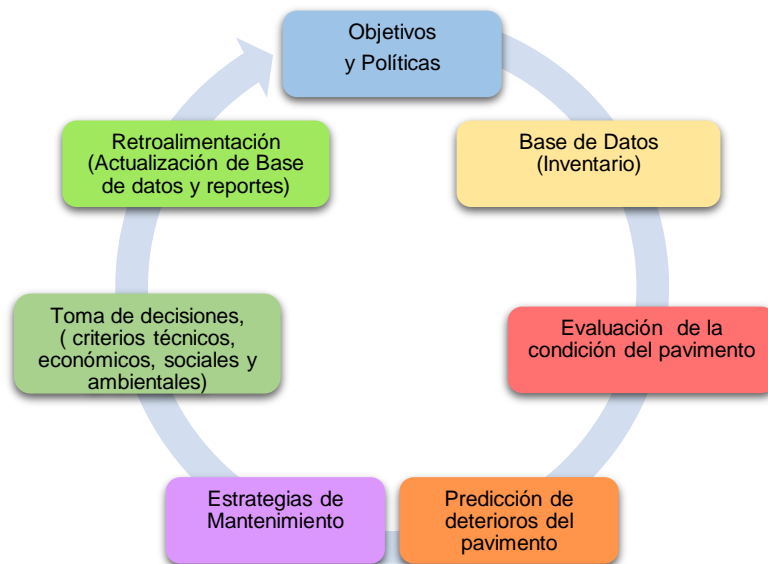 Objetivos
y Políticas
Base de Datos
(Inventario)
Evaluación de la
condición del pavimento
Predicción de
deterioros del
pavimento
Estrategias de
Mantenimiento
Toma de decisiones,
( criterios técnicos,
económicos, sociales y
ambientales)
Retroalimentación
(Actualización de Base
de datos y reportes)